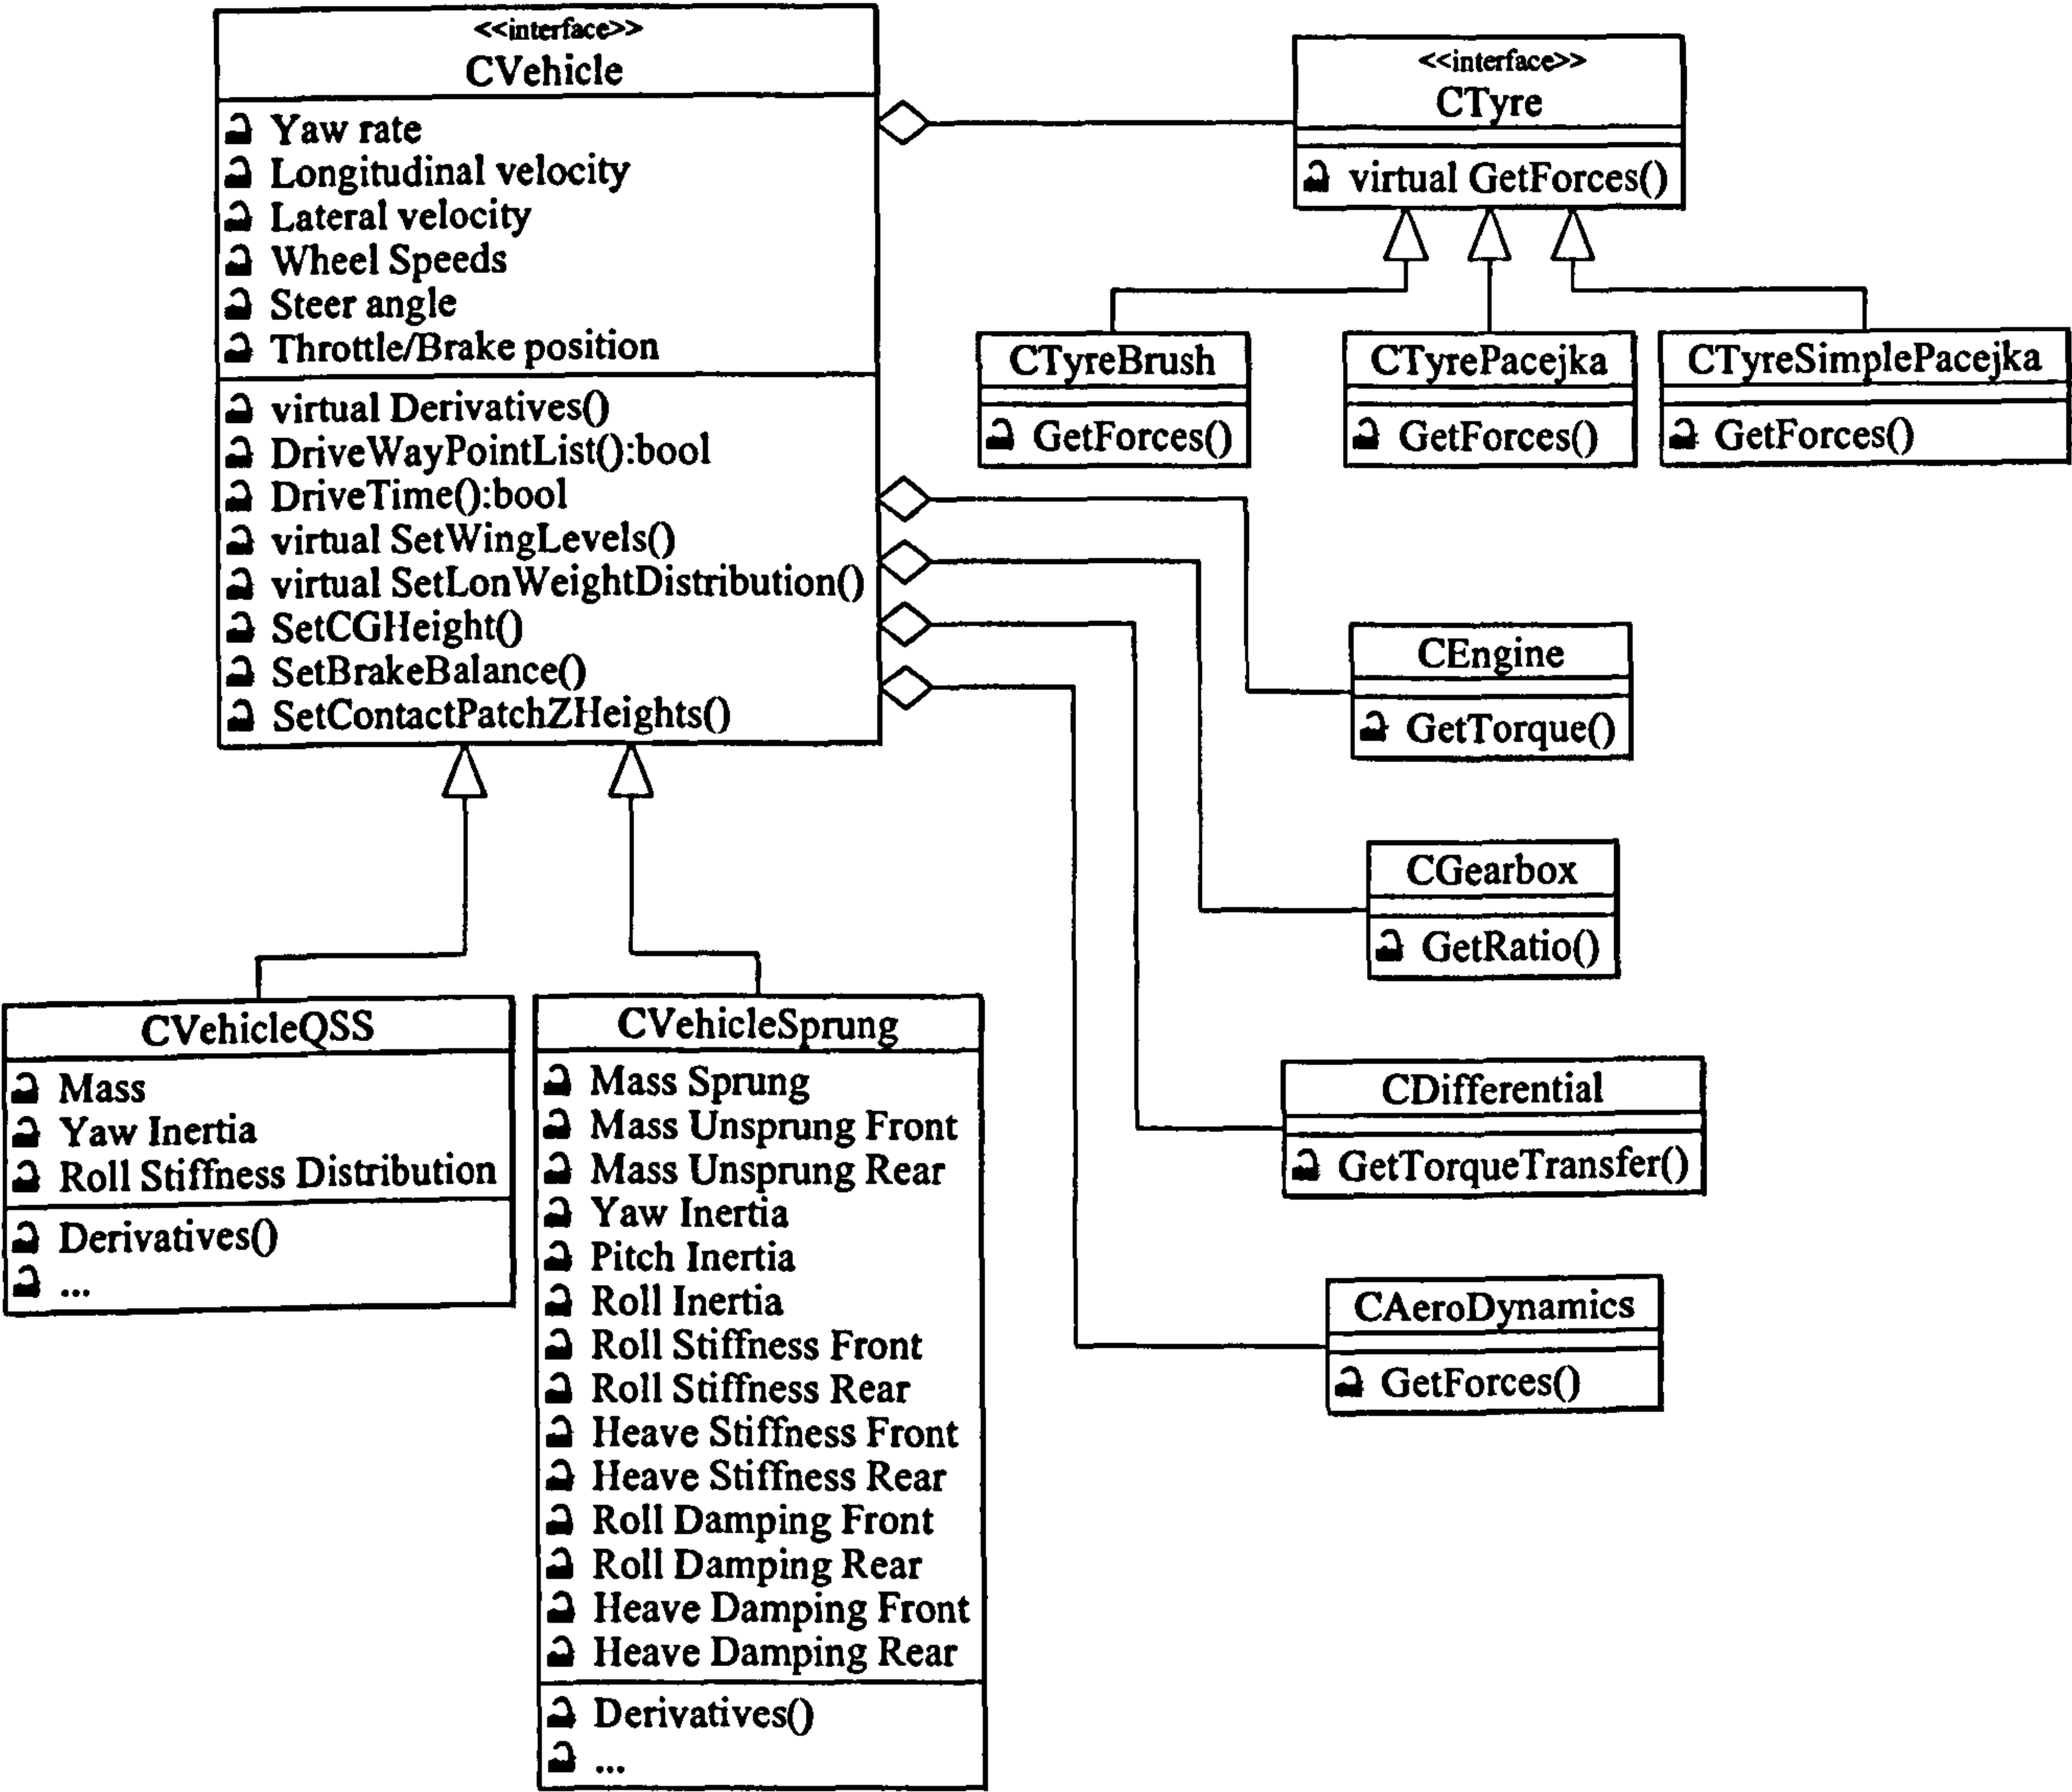 <<interface>>
CVehicle
Yaw rate
Longitudinal velocity
Lateral velocity
Wheel Speeds
Steer angle
Throttle/Brake position
virtual Derivatives()
DriveWayPointList():bool
DriveTime():bool
virtual SetWingLevels()
virtual SetLonWeightDistribution()
SetCGHeight()
SetBrakeBalance()
SetContactPatchZHeights()
<<interface>>
CTyre
virtual GetForces()
CTyreBrush
GetForces()
CTyrePacejka
GetForces()
CTyreSimplePacejka
GetForces()
CEngine
GetTorque()
CGearbox
GetRatio()
CDifferential
GetTorqueTransfer()
CAeroDynamics
GetForces()
CVehicleQSS
Mass
Yaw Inertia
Roll Stiffness Distribution
Derivatives()
...
CVehicleSprung
Mass Sprung
Mass Unsprung Front
Mass Unsprung Rear
Yaw Inertia
Pitch Inertia
Roll Inertia
Roll Stiffness Front
Roll Stiffness Rear
Heave Stiffness Front
Heave Stiffness Rear
Roll Damping Front
Roll Damping Rear
Heave Damping Front
Heave Damping Rear
Derivatives()
...